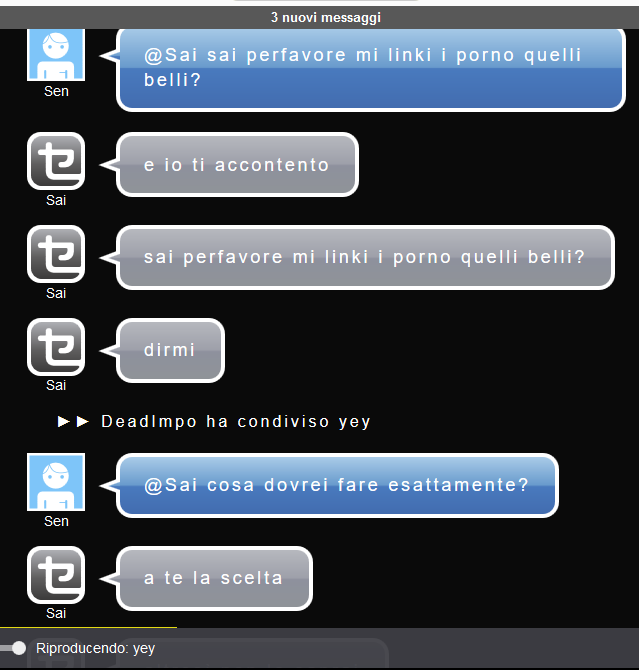 3 nuovi messaggi
@Sai sai perfavore mi linki i porno quelli
belli?
Sen
e io ti accontento
Sai
sai perfavore mi linki i porno quelli belli?
Sai
dirmi
Sai
►► DeadImpo ha condiviso yey
@Sai cosa dovrei fare esattamente?
Sen
a te la scelta
Sai
Riproducendo: yey